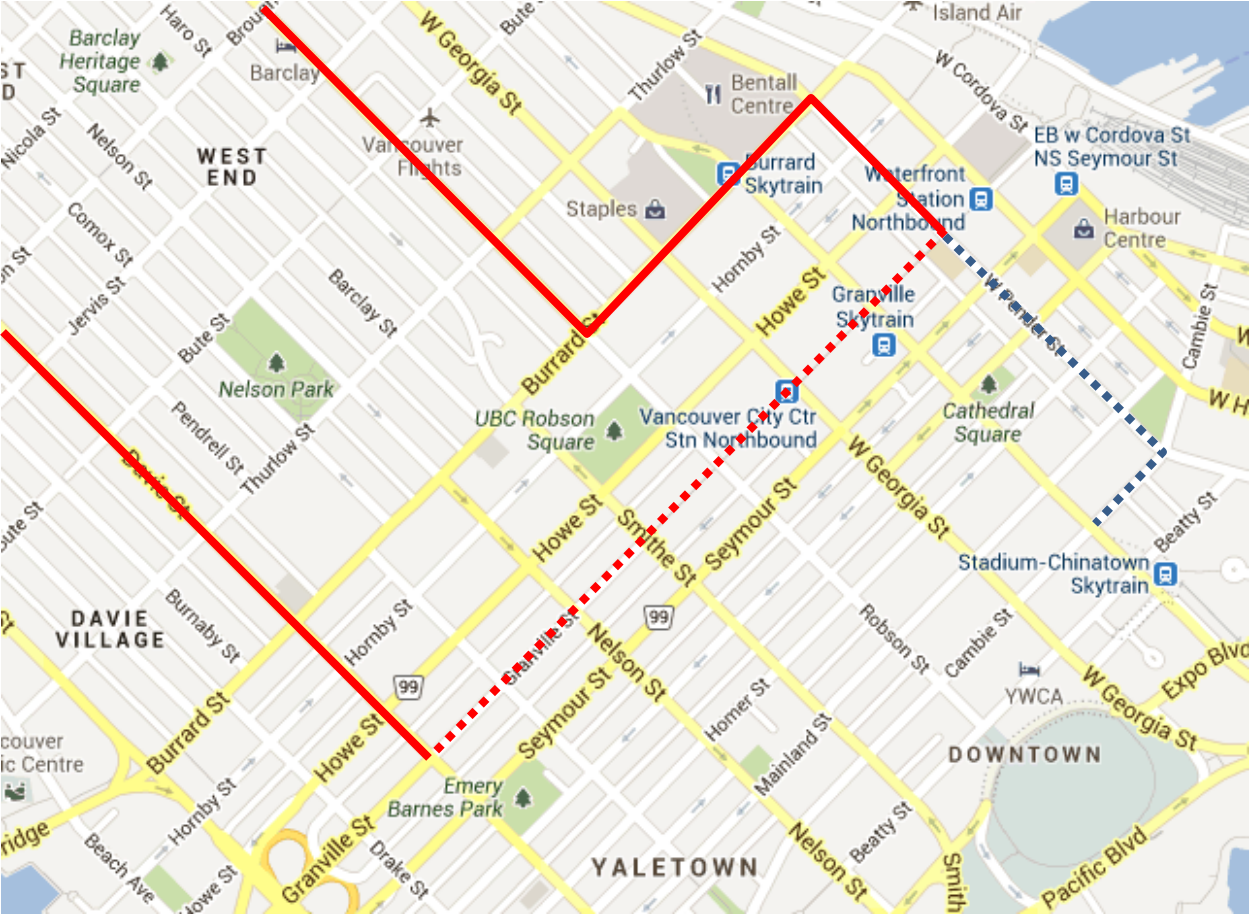 Haro St
Bute St
Island Air
Barclay
Heritage
Square
Barclay
W Georgia St
Thurlow St
W Cordova St
Bentall
Centre
ST
D
Nicola St
Nelson St
WEST
END
Vancouver
Flights
EB w Cordova St
NS Seymour St
Burrard
Skytrain
Waterfront
Station
Northbound
Staples
Harbour
Centre
Comox St
Hornby St
Jervis St
Barclay St
Howe St
Granville
Skytrain
W Pender St
Cambie St
Bute St
W
Burrard St
Nelson Park
UBC Robson
Square
Vancouver City Ctr
Stn Northbound
Cathedral
Square
W H
Pendrell St
Thurlow St
Davie St
W Georgia St
Seymour St
Howe St
Smithe St
Beatty St
Stadium-Chinatown
Skytrain
DAVIE
VILLAGE
Burnaby St
Hornby St
99
Granville St
Nelson St
Robson St
Cambie St
Expo Blvd
YWCA
W Georgia St
99
Seymour St
Homer St
Burrard St
Howe St
Mainland St
DOWNTOWN
couver
ic Centre
Emery
Barnes Park
Hornby St
ridge
Beach Ave
Granville St
Drake St
Howe St
YALETOWN
Nelson St
Beatty St
Smith
Pacific Blvd